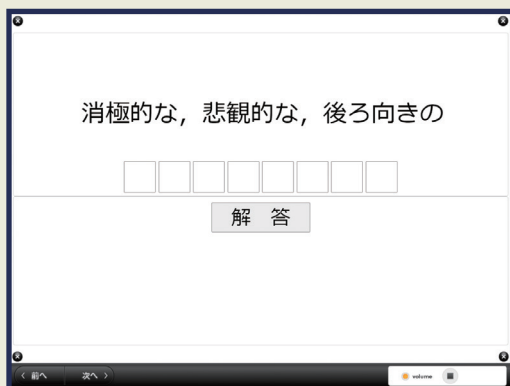 消極的な，悲観的な，後ろ向きの
解 答
〈 前へ 次へ 〉 volume